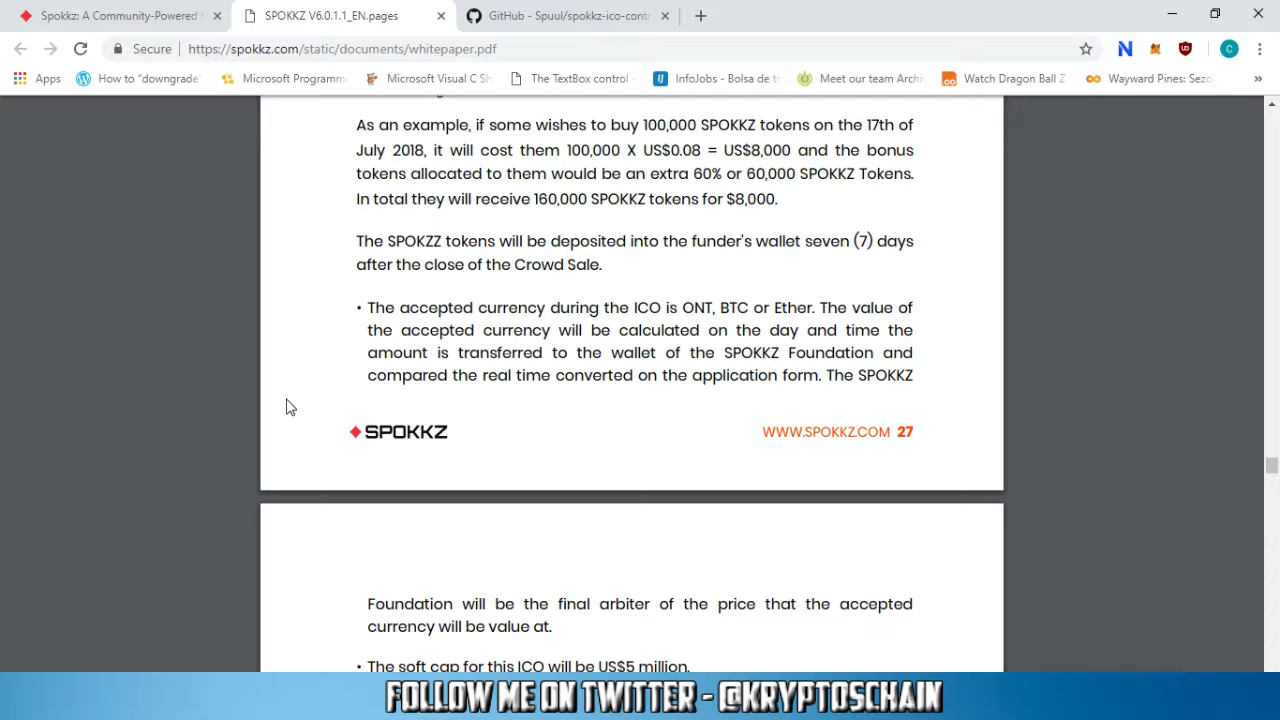 Spokkz: A Community-Powered
SPOKKZ V6.0.1.1_EN.pages
GitHub - Spuul/spokkz-ico-contr
Secure
https://spokkz.com/static/documents/whitepaper.pdf
Apps
How to "downgrade"
Microsoft Programm
Microsoft Visual C Sh
The TextBox control -
InfoJobs - Bolsa de t
Meet our team Archi
Watch Dragon Ball Z
Wayward Pines: Sezo
As an example, if some wishes to buy 100,000 SPOKKZ tokens on the 17th of
July 2018, it will cost them 100,000 X US$0.08 = US$8,000 and the bonus
tokens allocated to them would be an extra 60% or 60,000 SPOKKZ Tokens.
In total they will receive 160,000 SPOKKZ tokens for $8,000.
The SPOKZZ tokens will be deposited into the funder's wallet seven (7) days
after the close of the Crowd Sale.
• The accepted currency during the ICO is ONT, BTC or Ether. The value of
the accepted currency will be calculated on the day and time the
amount is transferred to the wallet of the SPOKKZ Foundation and
compared the real time converted on the application form. The SPOKKZ
SPOKKZ
WWW.SPOKKZ.COM 27
Foundation will be the final arbiter of the price that the accepted
currency will be value at.
• The soft cap for this ICO will be US$5 million.
FOLLOW ME ON TWITTER - @KRYPTOSCHAIN